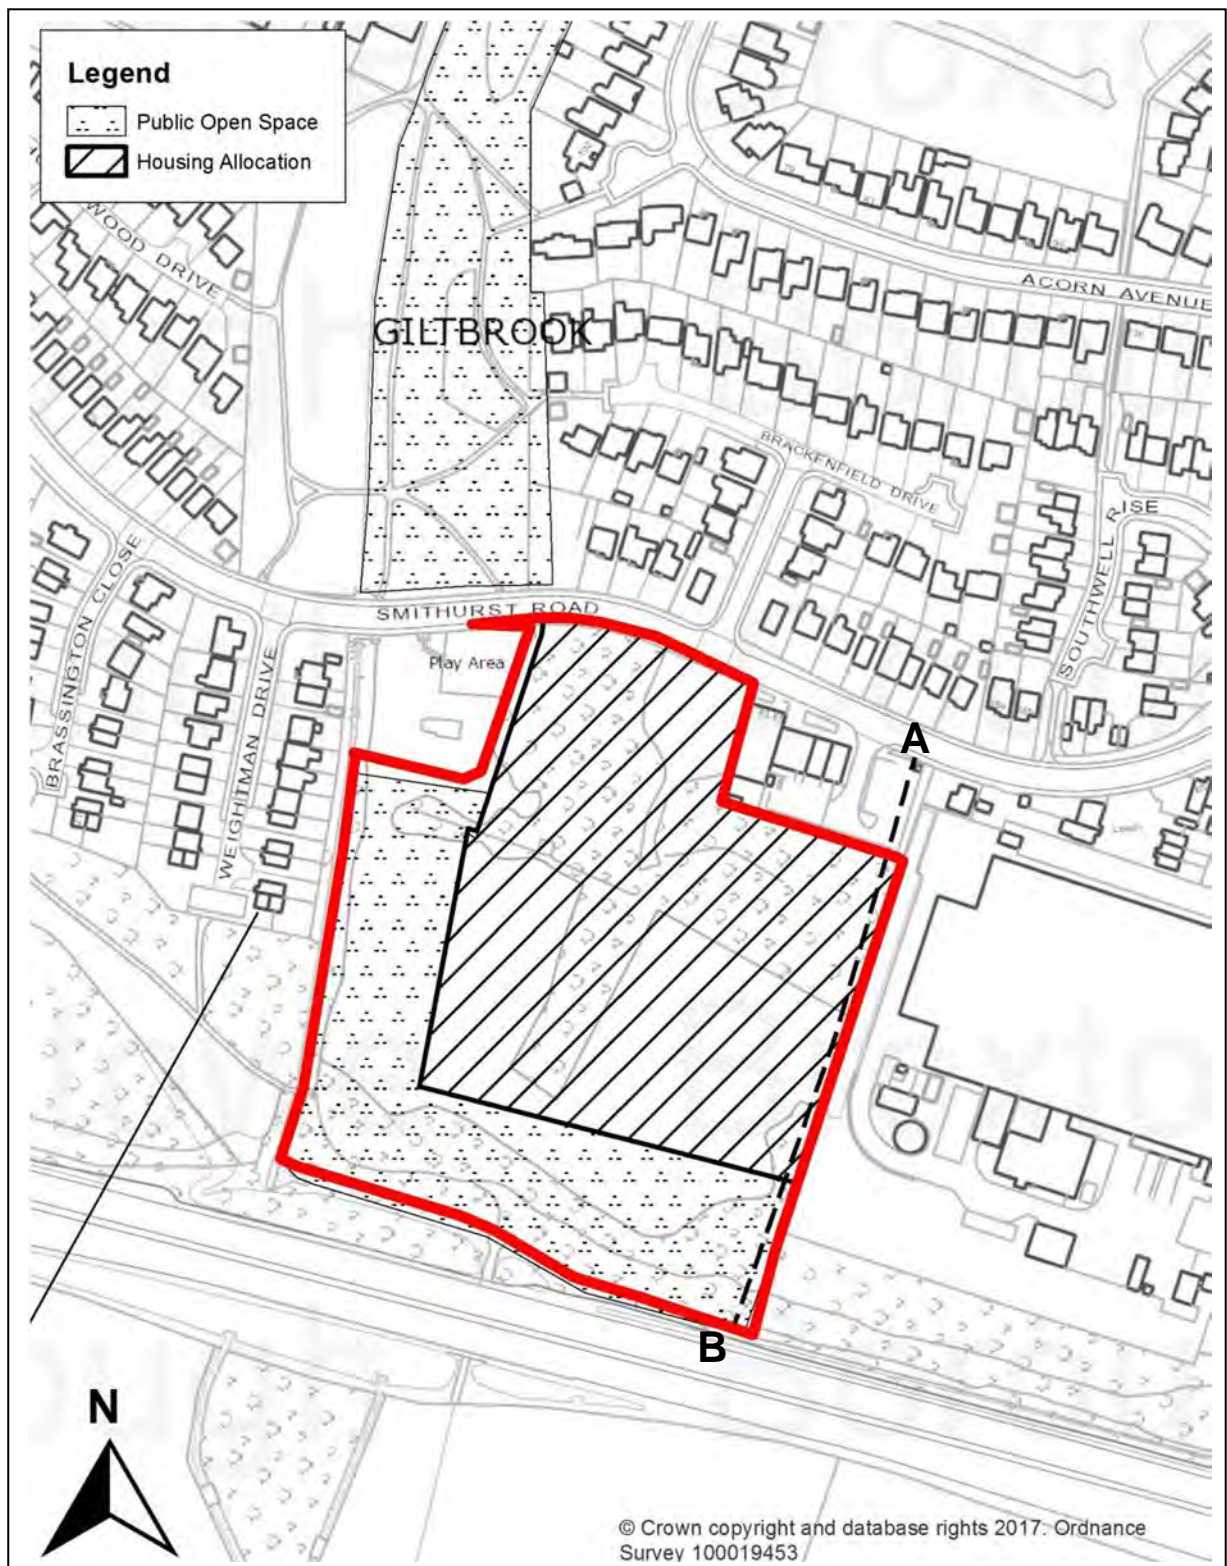 Legend
Public Open Space
Housing Allocation
WOOD DRIVE
GILTBROOK
ACORN AVENUE
BRACKENFIELD DRIVE
SOUTHWELL RISE
BRASSINGTON CLOSE
SMITHURST ROAD
WEIGHTMAN DRIVE
Play Area
A
B
N
© Crown copyright and database rights 2017. Ordnance
Survey 100019453